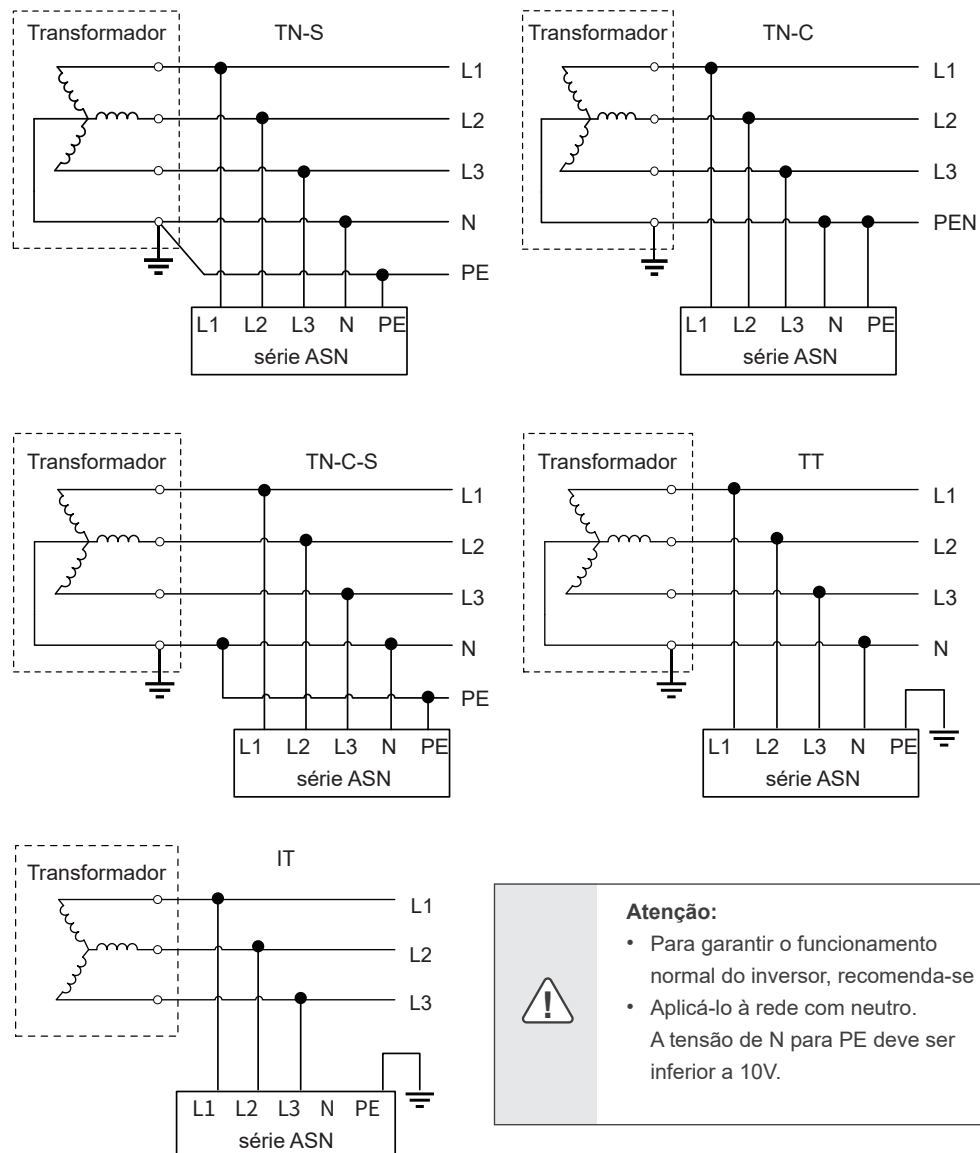 Transformador TN-S
L1
L2
L3
N
PE
L1 L2 L3 N PE
série ASN
Transformador TN-C
L1
L2
L3
PEN
L1 L2 L3 N PE
série ASN
Transformador TN-C-S
L1
L2
L3
N
PE
L1 L2 L3 N PE
série ASN
Transformador TT
L1
L2
L3
N
L1 L2 L3 N PE
série ASN
Transformador IT
L1
L2
L3
L1 L2 L3 N PE
série ASN
Atenção:
• Para garantir o funcionamento
normal do inversor, recomenda-se
• Aplicá-lo à rede com neutro.
A tensão de N para PE deve ser
inferior a 10V.